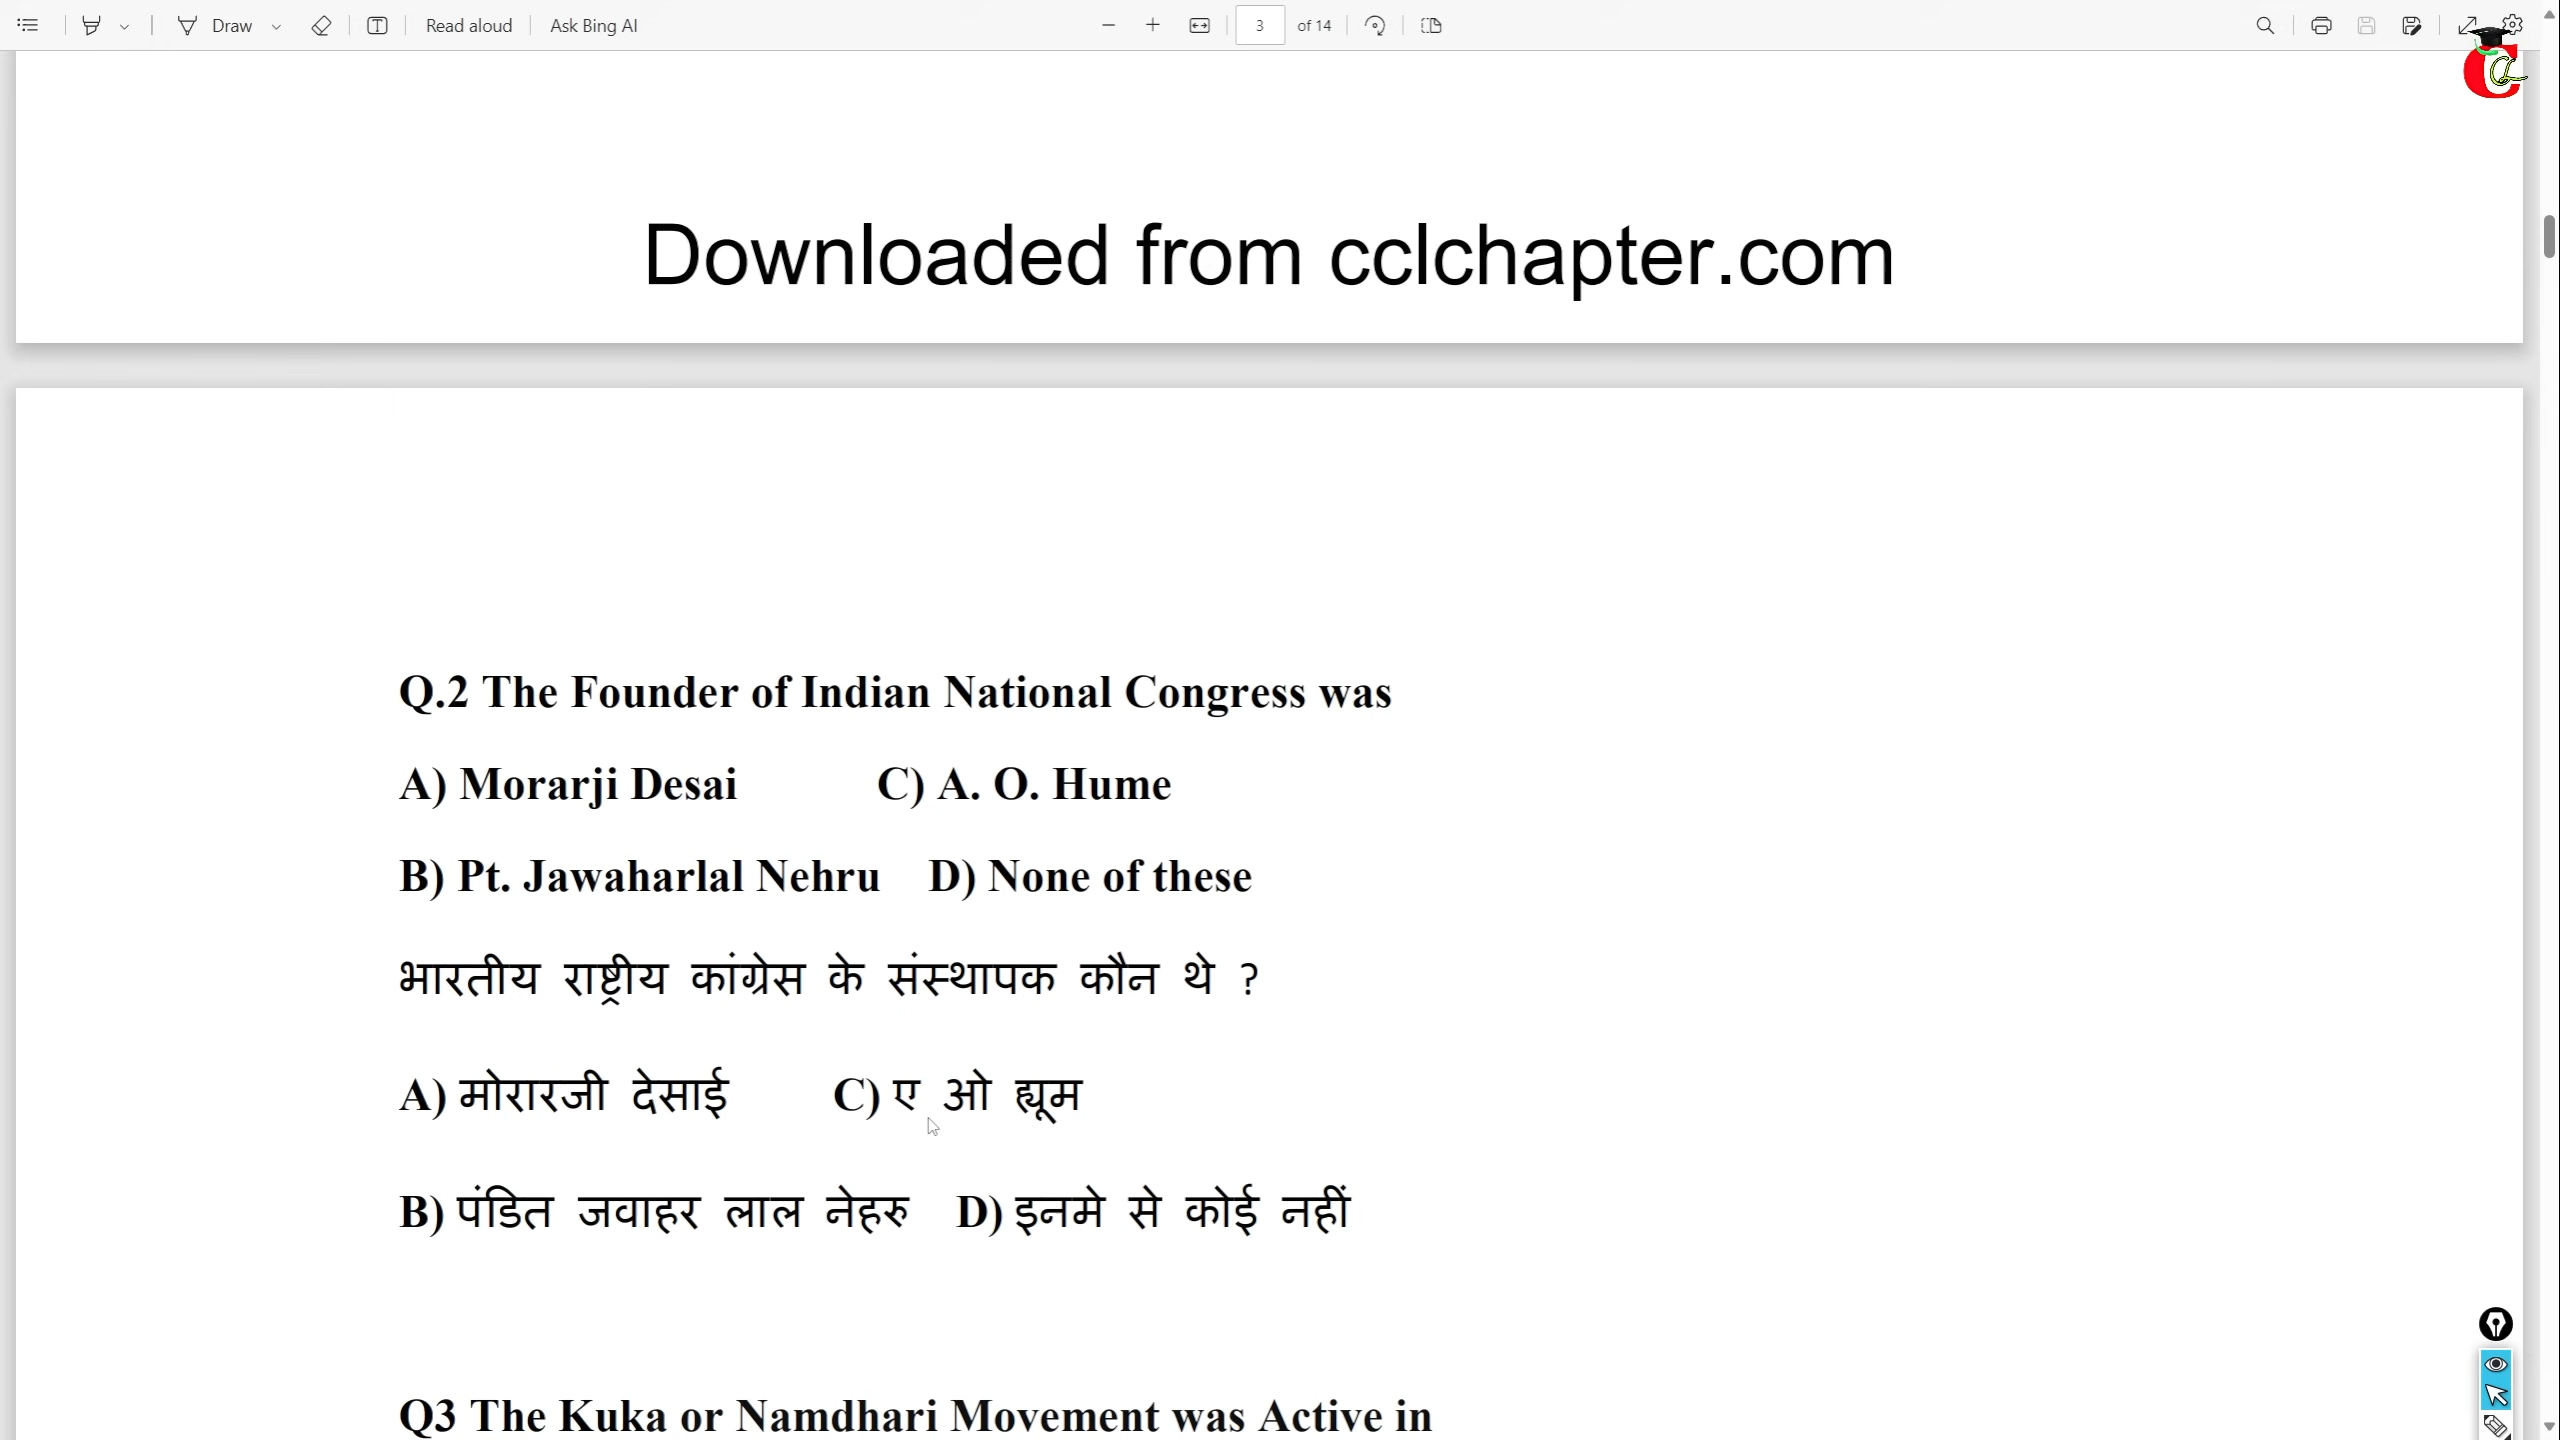 Draw Read aloud Ask Bing AI 3 of 14
Downloaded from cclchapter.com
Q.2 The Founder of Indian National Congress was
A) Morarji Desai C) A. O. Hume
B) Pt. Jawaharlal Nehru D) None of these
भारतीय राष्ट्रीय कांग्रेस के संस्थापक कौन थे ?
A) मोरारजी देसाई C) ए ओ ह्यूम
B) पंडित जवाहर लाल नेहरु D) इनमे से कोई नहीं
Q3 The Kuka or Namdhari Movement was Active in